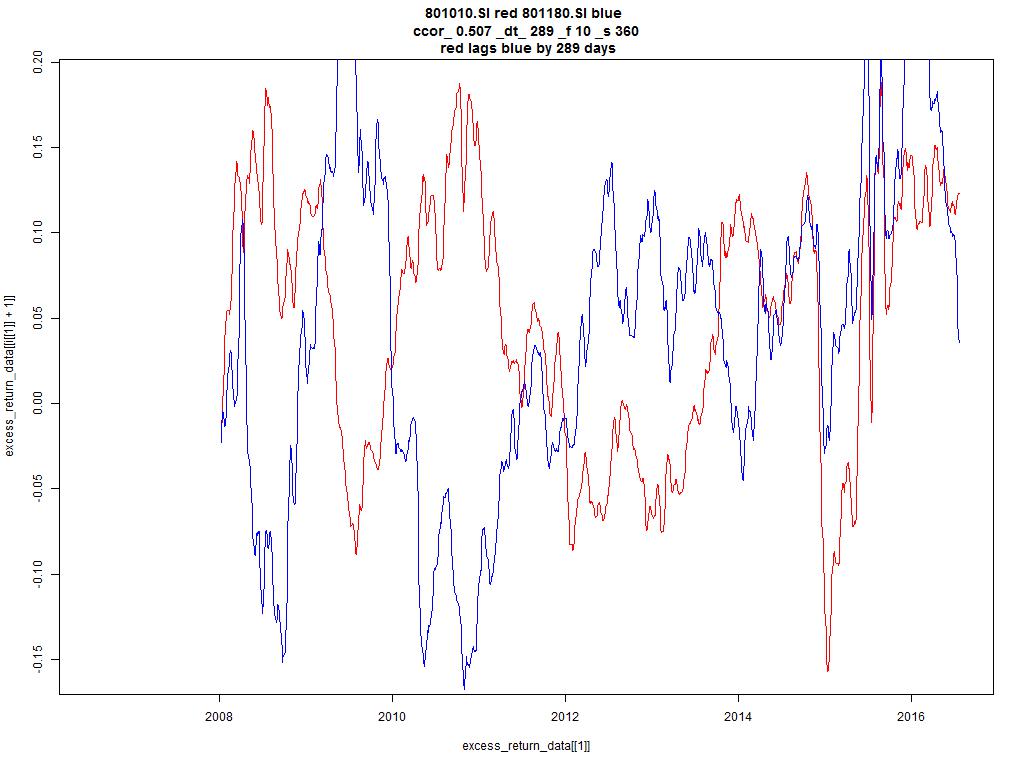 801010.SI red 801180.SI blue
ccor_ 0.507 _dt_ 289 _f 10 _s 360
red lags blue by 289 days
0.20
0.15
0.10
0.05
0.00
-0.05
-0.10
-0.15
excess_return_data[[i[[1]] + 1]]
2008
2010
2012
2014
2016
excess_return_data[[1]]